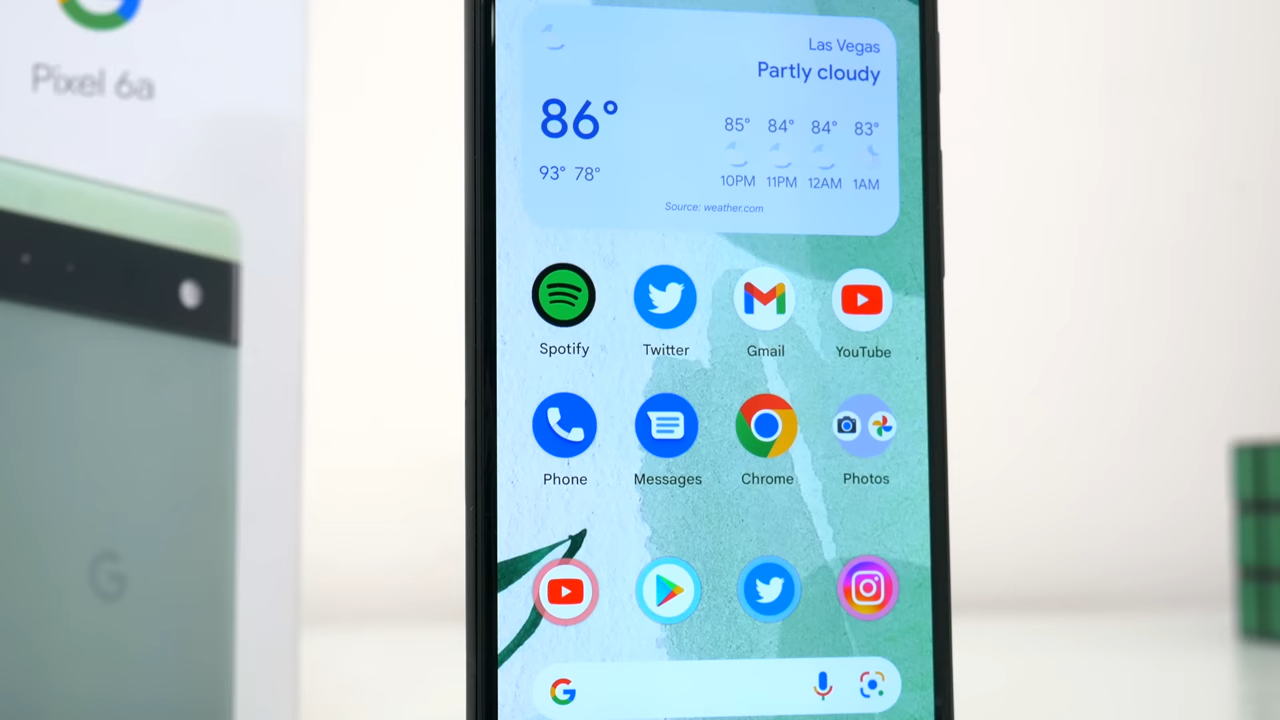 Pixel 6a
Las Vegas
Partly cloudy
86°
93° 78°
85° 84° 84° 83°
10PM 11PM 12AM 1AM
Source: weather.com
Spotify Twitter Gmail YouTube
Phone Messages Chrome Photos